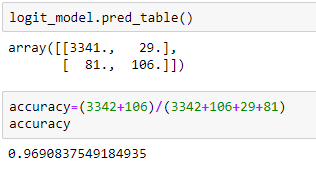 logit_model.pred_table()
array([[3341.,   29.],
       [  81.,  106.]])
accuracy=(3342+106)/(3342+106+29+81)
accuracy
0.9690837549184935